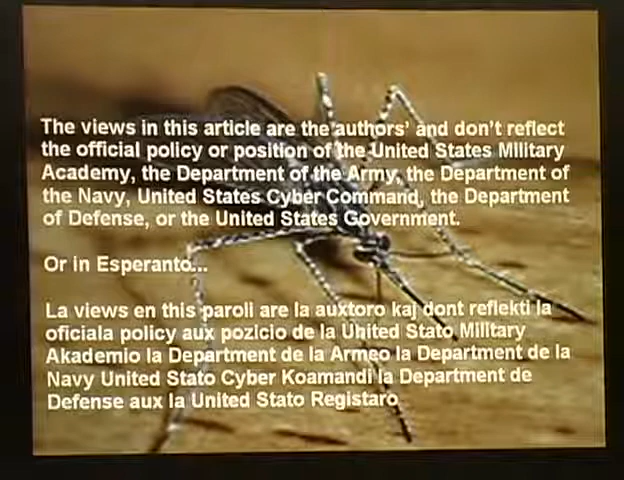 The views in this article are the authors' and don't reflect
the official policy or position of the United States Military
Academy, the Department of the Army, the Department of
the Navy, United States Cyber Command, the Department
of Defense, or the United States Government.
Or in Esperanto...
La views en this paroli are la auxtoro kaj dont reflekti la
oficiala policy aux pozicio de la United Stato Military
Akademio la Department de la Armeo la Department de la
Navy United Stato Cyber Koamandi la Department de
Defense aux la United Stato Registaro